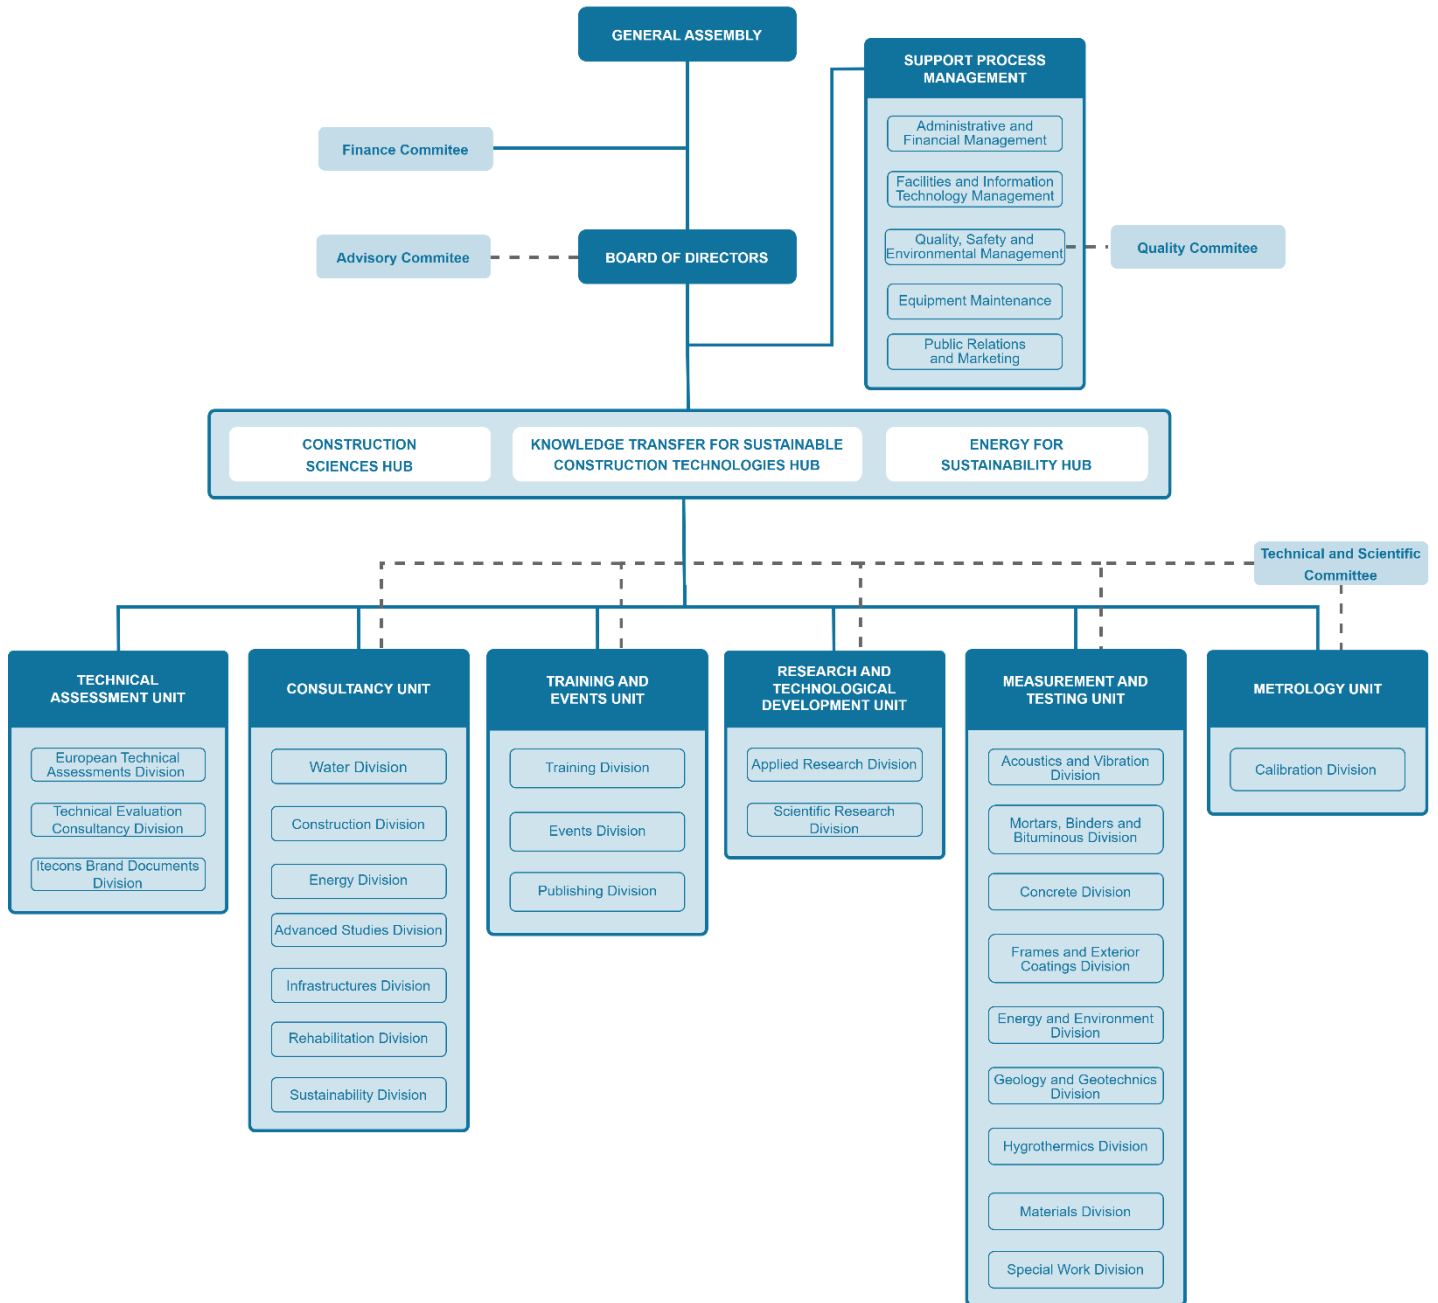 GENERAL ASSEMBLY
SUPPORT PROCESS
MANAGEMENT
Administrative and
Financial Management
Facilities and Information
Technology Management
Quality, Safety and
Environmental Management
Equipment Maintenance
Public Relations
and Marketing
Finance Commitee
Advisory Commitee
BOARD OF DIRECTORS
Quality Commitee
CONSTRUCTION
SCIENCES HUB
KNOWLEDGE TRANSFER FOR SUSTAINABLE
CONSTRUCTION TECHNOLOGIES HUB
ENERGY FOR
SUSTAINABILITY HUB
Technical and Scientific
Committee
TECHNICAL
ASSESSMENT UNIT
European Technical
Assessments Division
Technical Evaluation
Consultancy Division
Itecons Brand Documents
Division
CONSULTANCY UNIT
Water Division
Construction Division
Energy Division
Advanced Studies Division
Infrastructures Division
Rehabilitation Division
Sustainability Division
TRAINING AND
EVENTS UNIT
Training Division
Events Division
Publishing Division
RESEARCH AND
TECHNOLOGICAL
DEVELOPMENT UNIT
Applied Research Division
Scientific Research
Division
MEASUREMENT AND
TESTING UNIT
Acoustics and Vibration
Division
Mortars, Binders and
Bituminous Division
Concrete Division
Frames and Exterior
Coatings Division
Energy and Environment
Division
Geology and Geotechnics
Division
Hygrothermics Division
Materials Division
Special Work Division
METROLOGY UNIT
Calibration Division